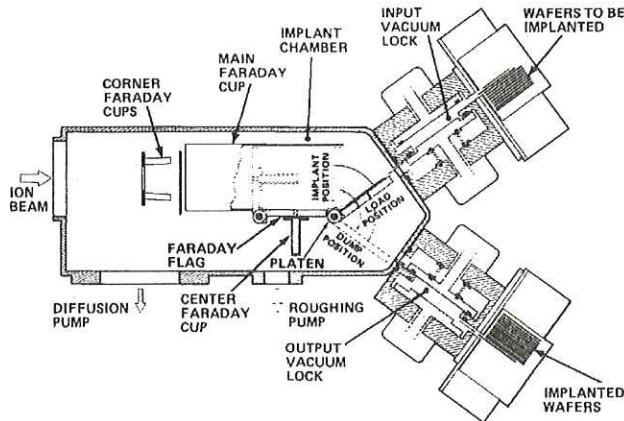 INPUT
VACUUM
LOCK
WAFERS TO BE
IMPLANTED
IMPLANT
CHAMBER
MAIN
FARADAY
CUP
CORNER
FARADAY
CUPS
ION
BEAM
IMPLANT
POSITION
LOAD
POSITION
DUMP
POSITION
FARADAY
FLAG
PLATEN
DIFFUSION
PUMP
CENTER
FARADAY
CUP
ROUGHING
PUMP
OUTPUT
VACUUM
LOCK
IMPLANTED
WAFERS